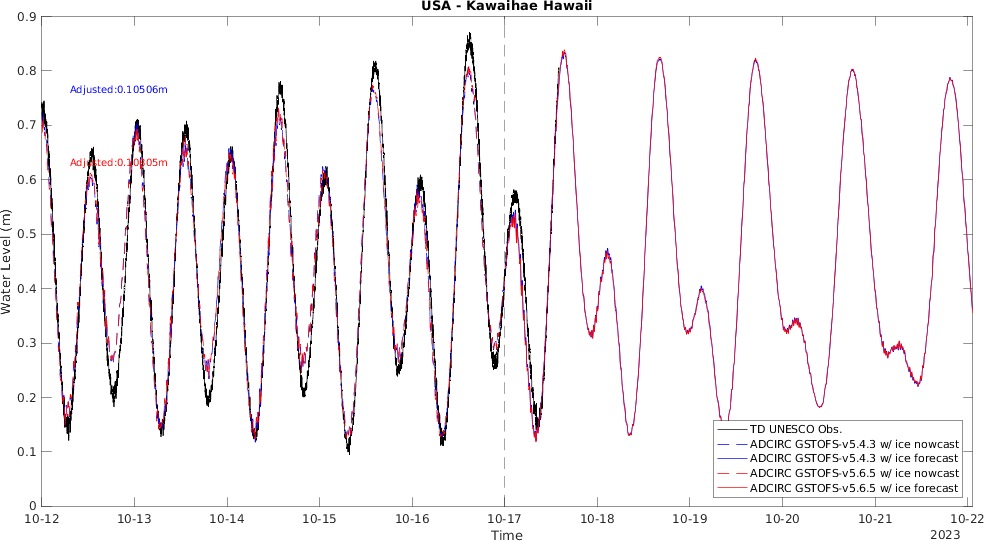 USA - Kawaihae Hawaii
0.9
0.8
0.7
0.6
0.5
0.4
0.3
0.2
0.1
0
Water Level (m)
Adjusted:0.10506m
Adjusted:0.10605m
TD UNESCO Obs.
ADCIRC GSTOFS-v5.4.3 w/ ice nowcast
ADCIRC GSTOFS-v5.4.3 w/ ice forecast
ADCIRC GSTOFS-v5.6.5 w/ ice nowcast
ADCIRC GSTOFS-v5.6.5 w/ ice forecast
10-12 10-13 10-14 10-15 10-16 10-17 10-18 10-19 10-20 10-21 10-22
Time
2023